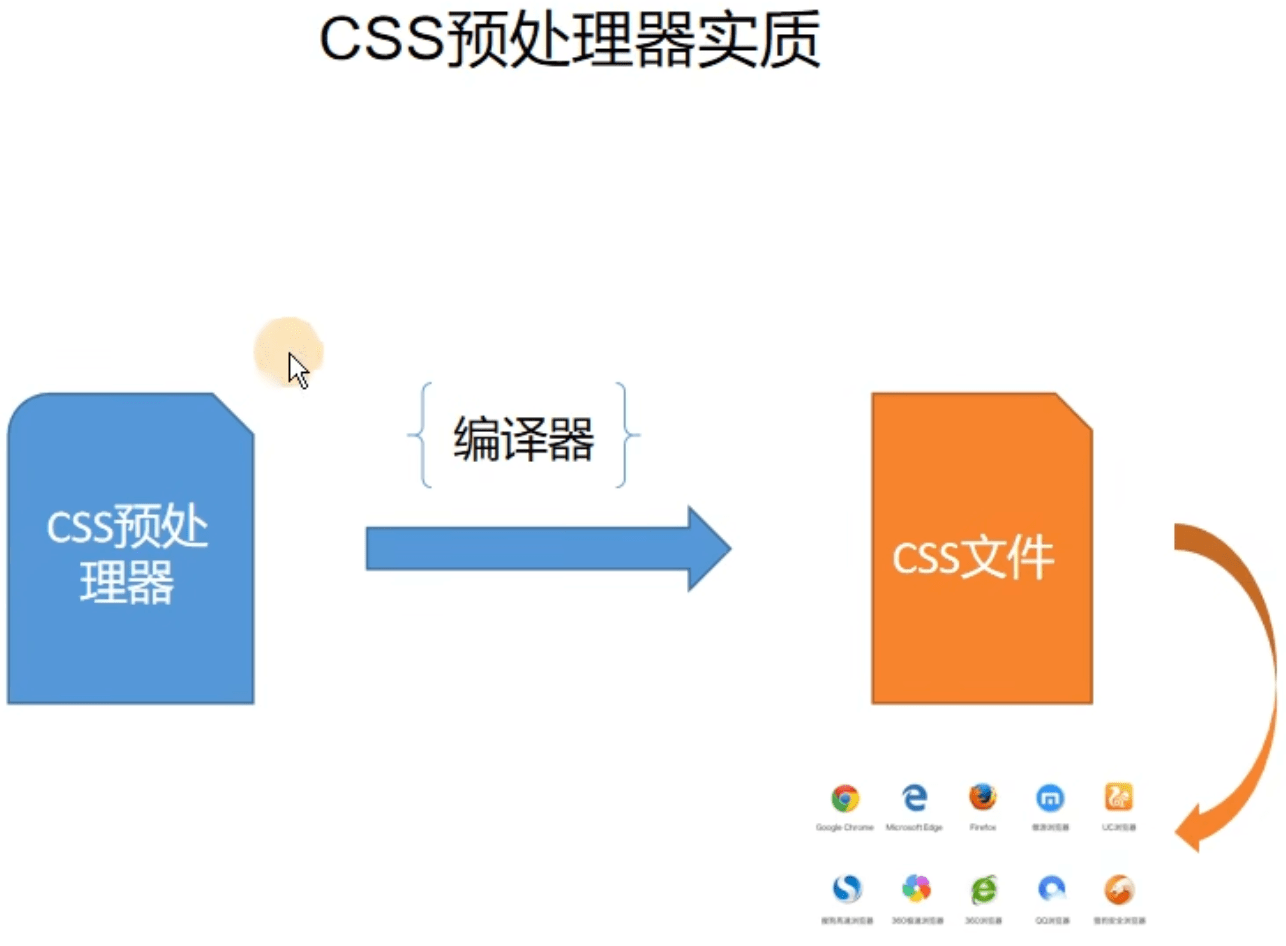 CSS预处理器实质
编译器
CSS预处
理器
CSS文件
Google Chrome
Microsoft Edge
Firefox
傲游浏览器
UC浏览器
搜狗高速浏览器
360极速浏览器
360浏览器
QQ浏览器
猎豹安全浏览器